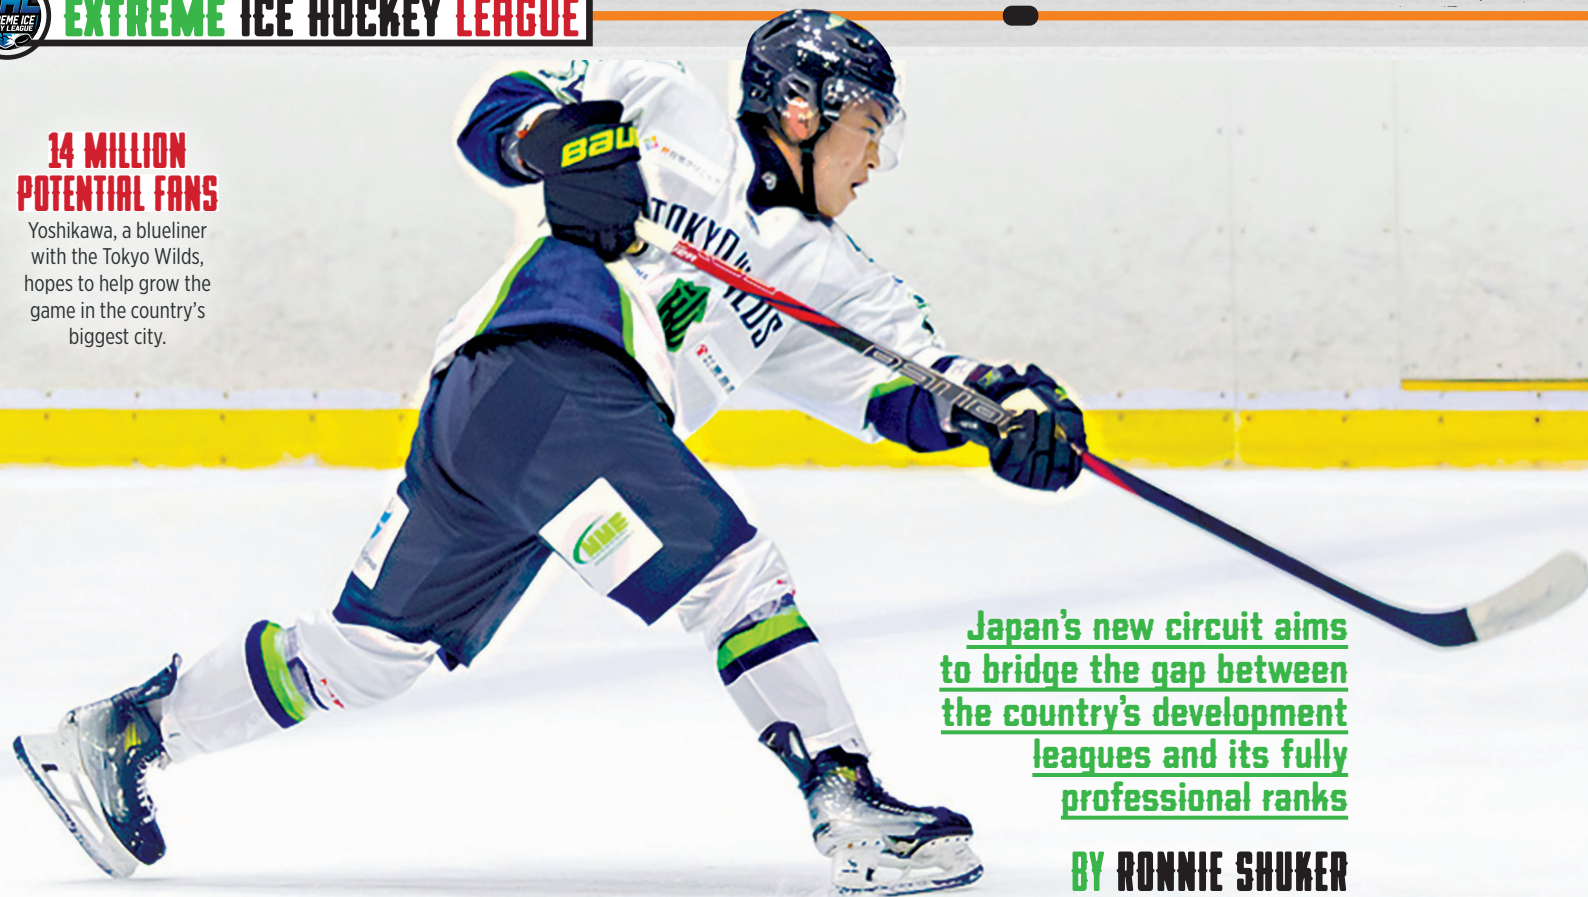 ICE
LEAGUE
EXTREME ICE HOCKEY LEAGUE
14 MILLION
POTENTIAL FANS
Yoshikawa, a blueliner
with the Tokyo Wilds,
hopes to help grow the
game in the country's
biggest city.
BAU
TOKYO
WILDS
Japan's new circuit aims
to bridge the gap between
the country's development
leagues and its fully
professional ranks
BY RONNIE SHUKER